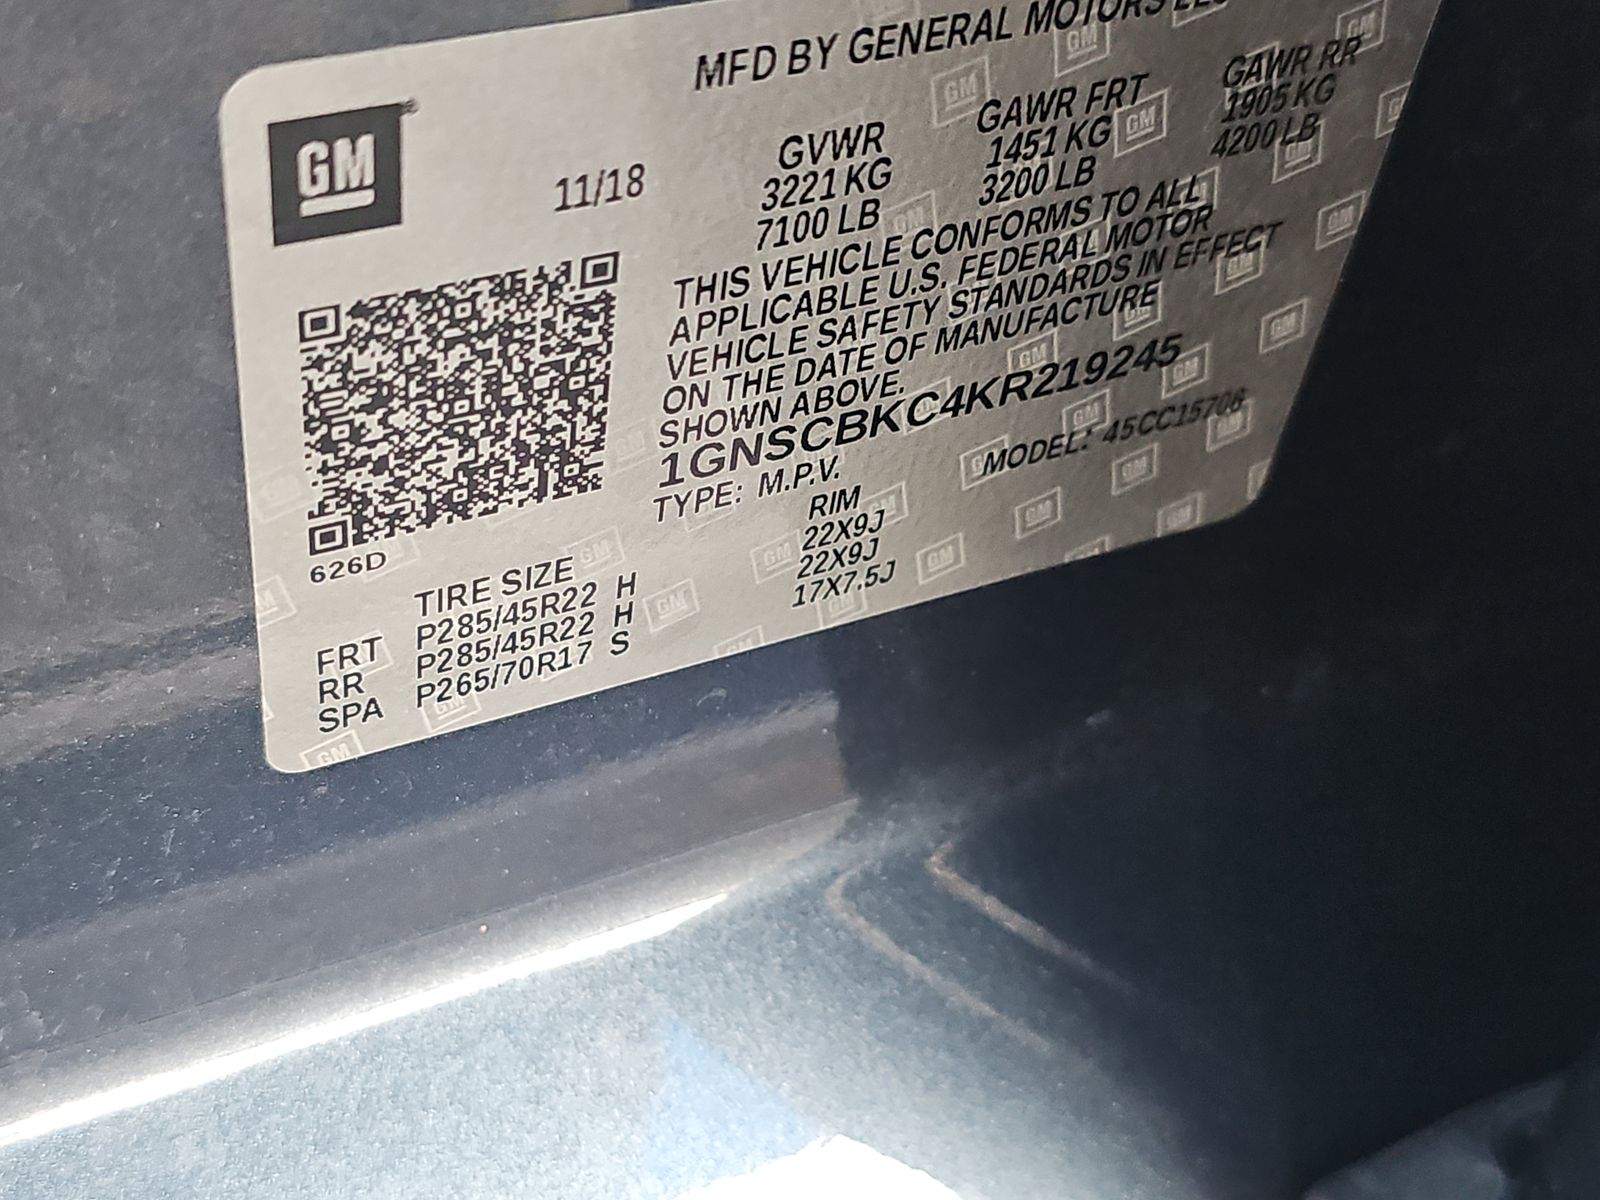 MFD BY GENERAL MOTORS LLC
GM
11/18
GVWR GAWR FRT GAWR RR
3221 KG 1451 KG 1905 KG
7100 LB 3200 LB 4200 LB
THIS VEHICLE CONFORMS TO ALL
APPLICABLE U.S. FEDERAL MOTOR
VEHICLE SAFETY STANDARDS IN EFFECT
ON THE DATE OF MANUFACTURE
SHOWN ABOVE.
1GNSCBKC4KR219245
TYPE: M.P.V. MODEL: 45CC15706
626D
TIRE SIZE RIM
FRT P285/45R22 H 22X9J
RR P285/45R22 H 22X9J
SPA P265/70R17 S 17X7.5J